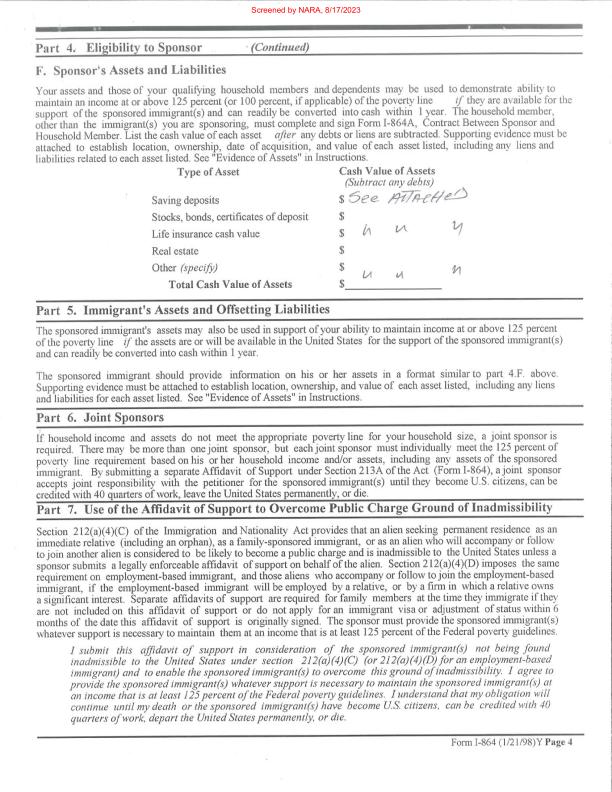 Screened by NARA, 8/17/2023
Part 4. Eligibility to Sponsor (Continued)
F. Sponsor's Assets and Liabilities
Your assets and those of your qualifying household members and dependents may be used to demonstrate ability to
maintain an income at or above 125 percent (or 100 percent, if applicable) of the poverty line if they are available for the
support of the sponsored immigrant(s) and can readily be converted into cash within 1 year. The household member,
other than the immigrant(s) you are sponsoring, must complete and sign Form I-864A, Contract Between Sponsor and
Household Member. List the cash value of each asset after any debts or liens are subtracted. Supporting evidence must be
attached to establish location, ownership, date of acquisition, and value of each asset listed, including any liens and
liabilities related to each asset listed. See "Evidence of Assets" in Instructions.
Type of Asset Cash Value of Assets
(Subtract any debts)
Saving deposits $ See Attached
Stocks, bonds, certificates of deposit $
Life insurance cash value $
Real estate $
Other (specify) $
Total Cash Value of Assets $
Part 5. Immigrant's Assets and Offsetting Liabilities
The sponsored immigrant's assets may also be used in support of your ability to maintain income at or above 125 percent
of the poverty line if the assets are or will be available in the United States for the support of the sponsored immigrant(s)
and can readily be converted into cash within 1 year.
The sponsored immigrant should provide information on his or her assets in a format similar to part 4.F. above.
Supporting evidence must be attached to establish location, ownership, and value of each asset listed, including any liens
and liabilities for each asset listed. See "Evidence of Assets" in Instructions.
Part 6. Joint Sponsors
If household income and assets do not meet the appropriate poverty line for your household size, a joint sponsor is
required. There may be more than one joint sponsor, but each joint sponsor must individually meet the 125 percent of
poverty line requirement based on his or her household income and/or assets, including any assets of the sponsored
immigrant. By submitting a separate Affidavit of Support under Section 213A of the Act (Form I-864), a joint sponsor
accepts joint responsibility with the petitioner for the sponsored immigrant(s) until they become U.S. citizens, can be
credited with 40 quarters of work, leave the United States permanently, or die.
Part 7. Use of the Affidavit of Support to Overcome Public Charge Ground of Inadmissibility
Section 212(a)(4)(C) of the Immigration and Nationality Act provides that an alien seeking permanent residence as an
immediate relative (including an orphan), as a family-sponsored immigrant, or as an alien who will accompany or follow
to join another alien is considered to be likely to become a public charge and is inadmissible to the United States unless a
sponsor submits a legally enforceable affidavit of support on behalf of the alien. Section 212(a)(4)(D) imposes the same
requirement on employment-based immigrant, and those aliens who accompany or follow to join the employment-based
immigrant, if the employment-based immigrant will be employed by a relative, or by a firm in which a relative owns
a significant interest. Separate affidavits of support are required for family members at the time they immigrate if they
are not included on this affidavit of support or do not apply for an immigrant visa or adjustment of status within 6
months of the date this affidavit of support is originally signed. The sponsor must provide the sponsored immigrant(s)
whatever support is necessary to maintain them at an income that is at least 125 percent of the Federal poverty guidelines.
I submit this affidavit of support in consideration of the sponsored immigrant(s) not being found
inadmissible to the United States under section 212(a)(4)(C) (or 212(a)(4)(D) for an employment-based
immigrant) and to enable the sponsored immigrant(s) to overcome this ground of inadmissibility. I agree to
provide the sponsored immigrant(s) whatever support is necessary to maintain the sponsored immigrant(s) at
an income that is at least 125 percent of the Federal poverty guidelines. I understand that my obligation will
continue until my death or the sponsored immigrant(s) have become U.S. citizens, can be credited with 40
quarters of work, depart the United States permanently, or die.
Form I-864 (1/21/98)Y Page 4